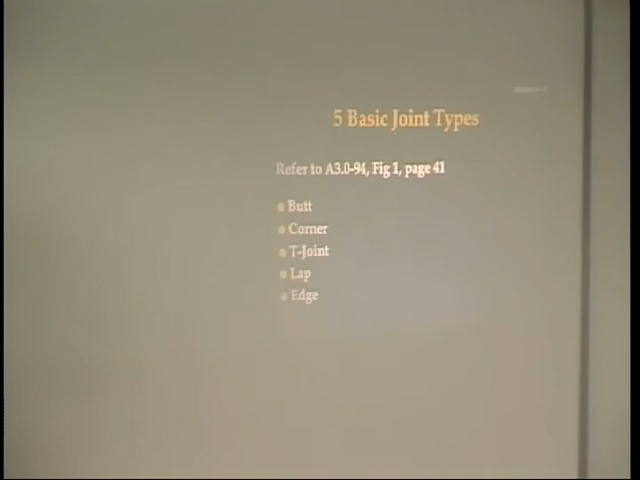 5 Basic Joint Types
Refer to A3.0-94, Fig 1, page 41
Butt
Corner
T-Joint
Lap
Edge